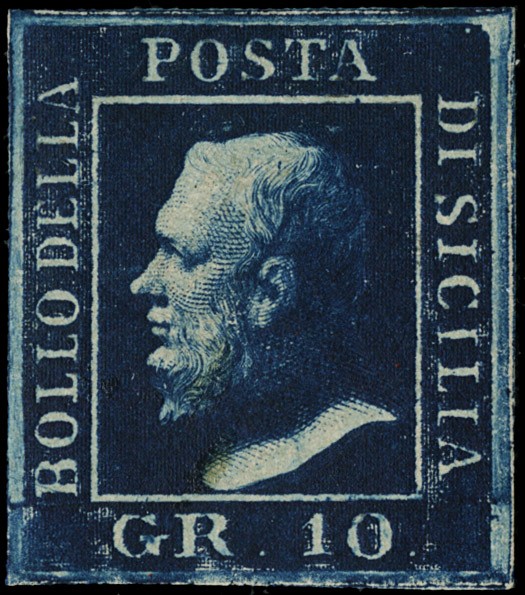 BOLLO DELLA
POSTA
DI SICILIA
GR. 10.